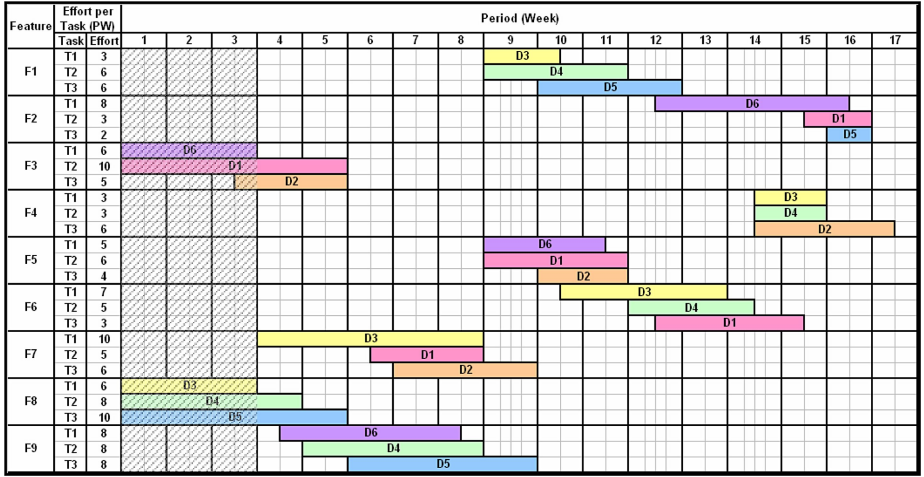 Feature Effort per Task (PW) Period (Week)
Task Effort 1 2 3 4 5 6 7 8 9 10 11 12 13 14 15 16 17
F1 T1 3 D3
T2 6 D4
T3 6 D5
F2 T1 8 D6
T2 3 D1
T3 2 D5
F3 T1 6 D6
T2 10 D1
T3 5 D2
F4 T1 3 D3
T2 3 D4
T3 6 D2
F5 T1 5 D6
T2 6 D1
T3 4 D2
F6 T1 7 D3
T2 5 D4
T3 3 D1
F7 T1 10 D3
T2 5 D1
T3 6 D2
F8 T1 6 D3
T2 8 D4
T3 10 D5
F9 T1 8 D6
T2 8 D4
T3 8 D5